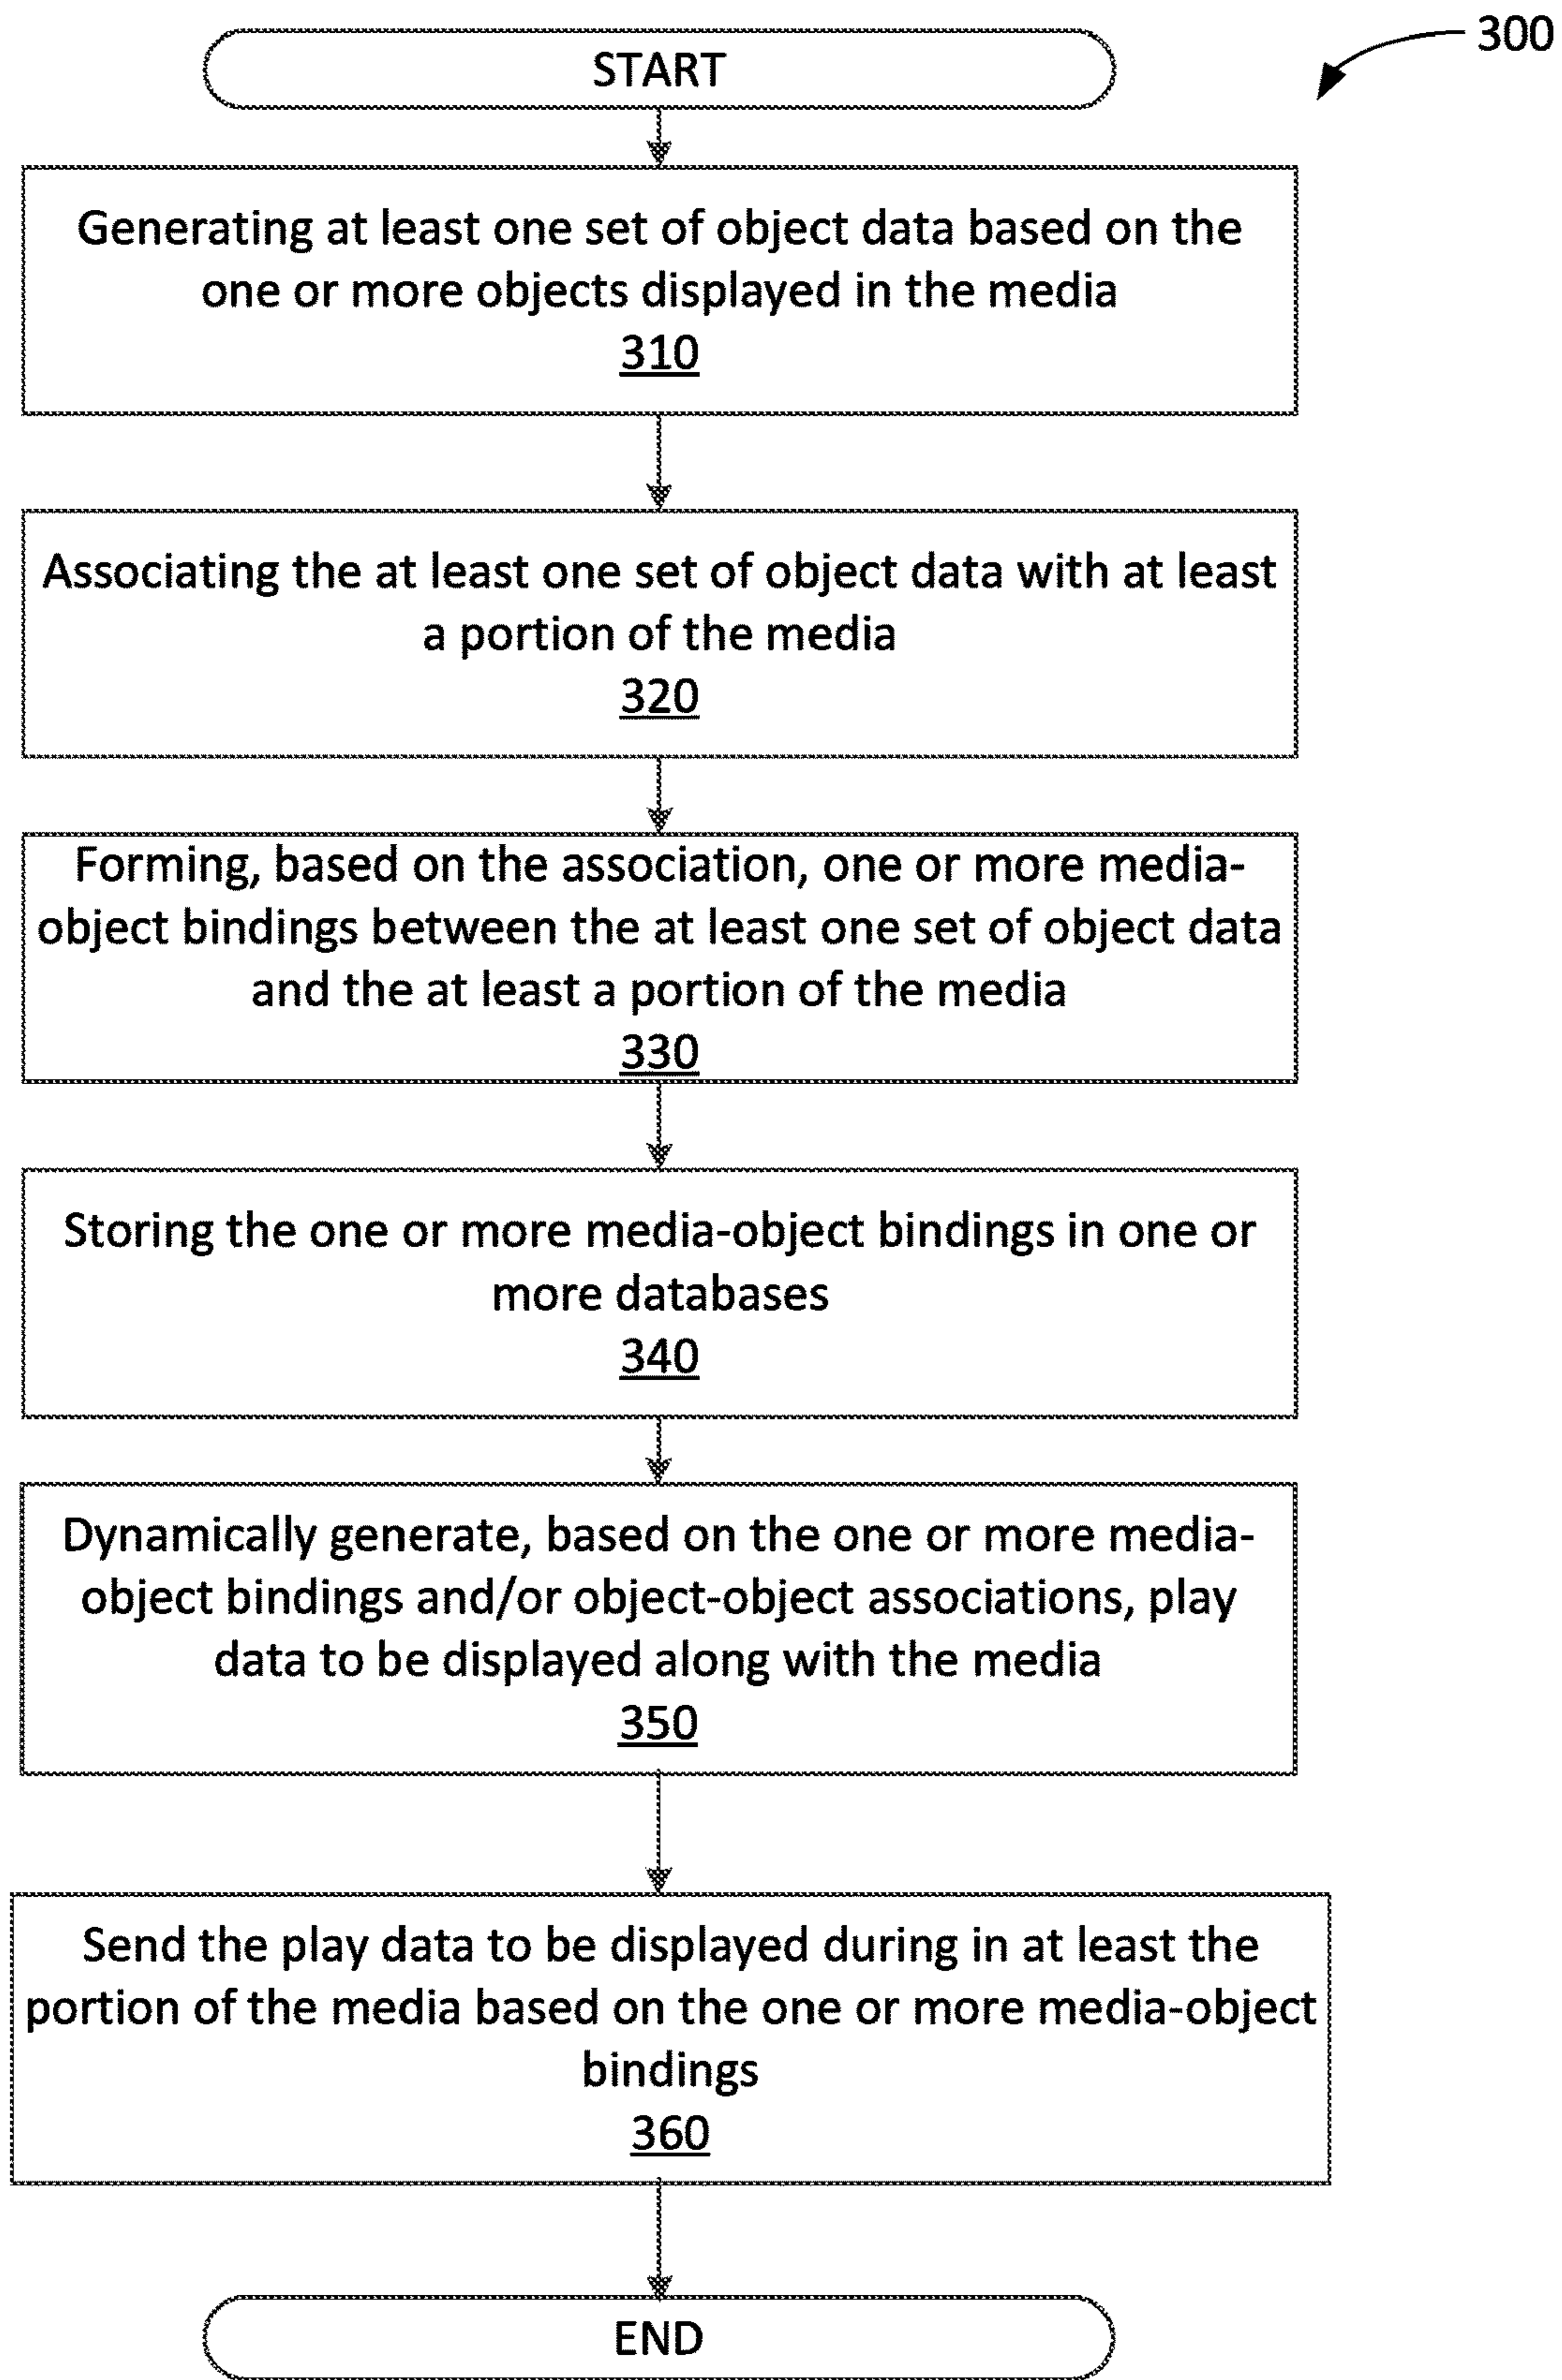 300
START
Generating at least one set of object data based on the
one or more objects displayed in the media
310
Associating the at least one set of object data with at least
a portion of the media
320
Forming, based on the association, one or more media-
object bindings between the at least one set of object data
and the at least a portion of the media
330
Storing the one or more media-object bindings in one or
more databases
340
Dynamically generate, based on the one or more media-
object bindings and/or object-object associations, play
data to be displayed along with the media
350
Send the play data to be displayed during in at least the
portion of the media based on the one or more media-object
bindings
360
END